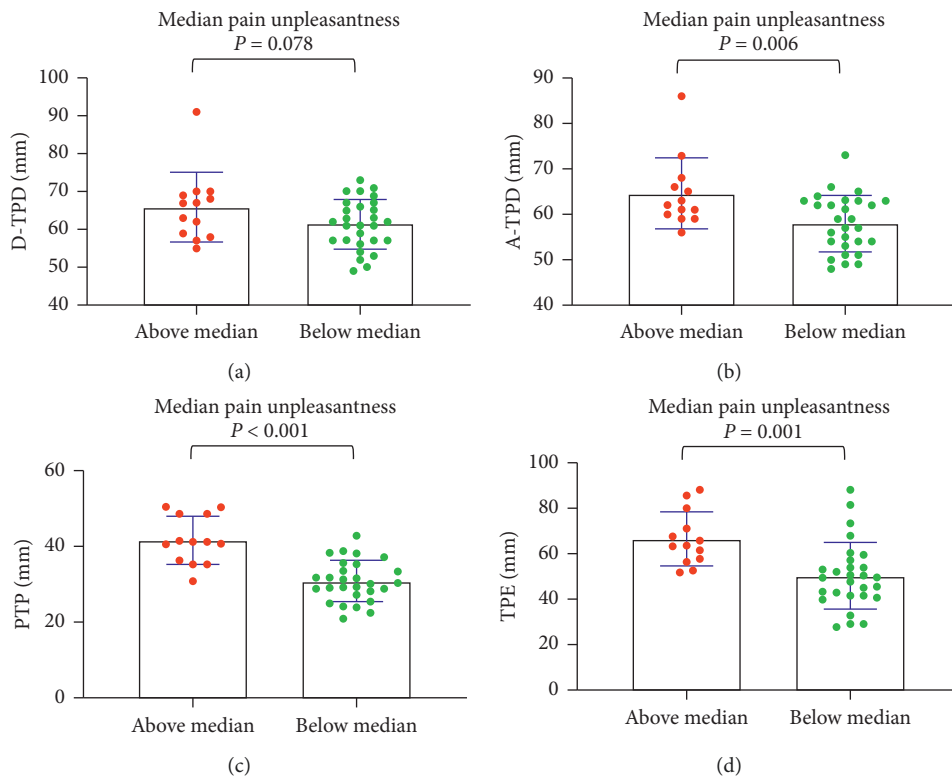 Median pain unpleasantness
P = 0.078
100
90
80
70
60
50
40
D-TPD (mm)
Above median
Below median
(a)
Median pain unpleasantness
P = 0.006
90
80
70
60
50
40
A-TPD (mm)
Above median
Below median
(b)
Median pain unpleasantness
P < 0.001
60
40
20
0
PTP (mm)
Above median
Below median
(c)
Median pain unpleasantness
P = 0.001
100
80
60
40
20
0
TPE (mm)
Above median
Below median
(d)